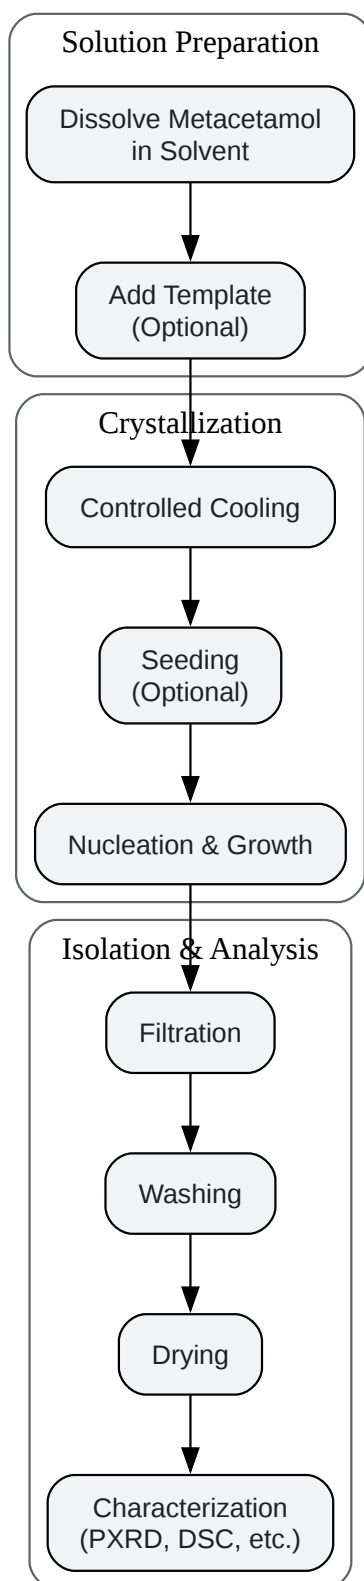 Solution Preparation
Dissolve Metacetamol
in Solvent
Add Template
(Optional)
Crystallization
Controlled Cooling
Seeding
(Optional)
Nucleation & Growth
Isolation & Analysis
Filtration
Washing
Drying
Characterization
(PXRD, DSC, etc.)